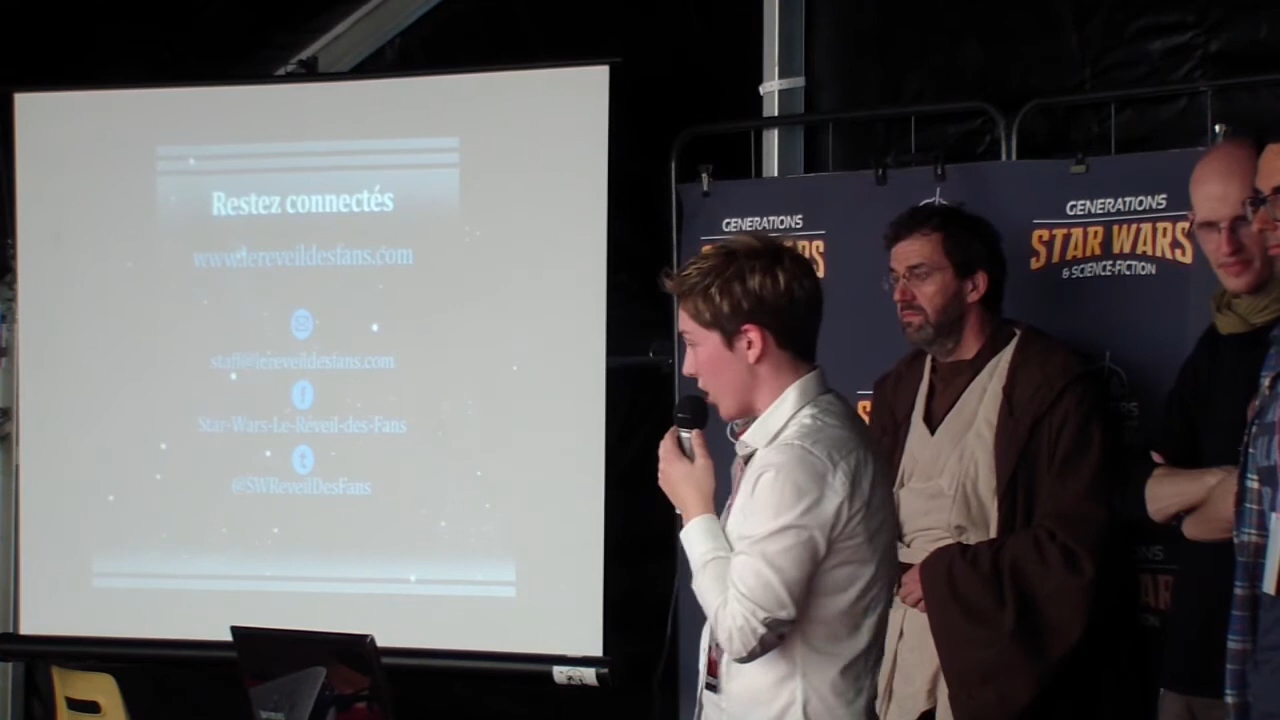 Restez connectés
www.lereveildesfans.com
staff@lereveildesfans.com
Star-Wars-Le-Réveil-des-Fans
@SWReveilDesFans
GENERATIONS
WARS
GENERATIONS
STAR WARS
& SCIENCE-FICTION